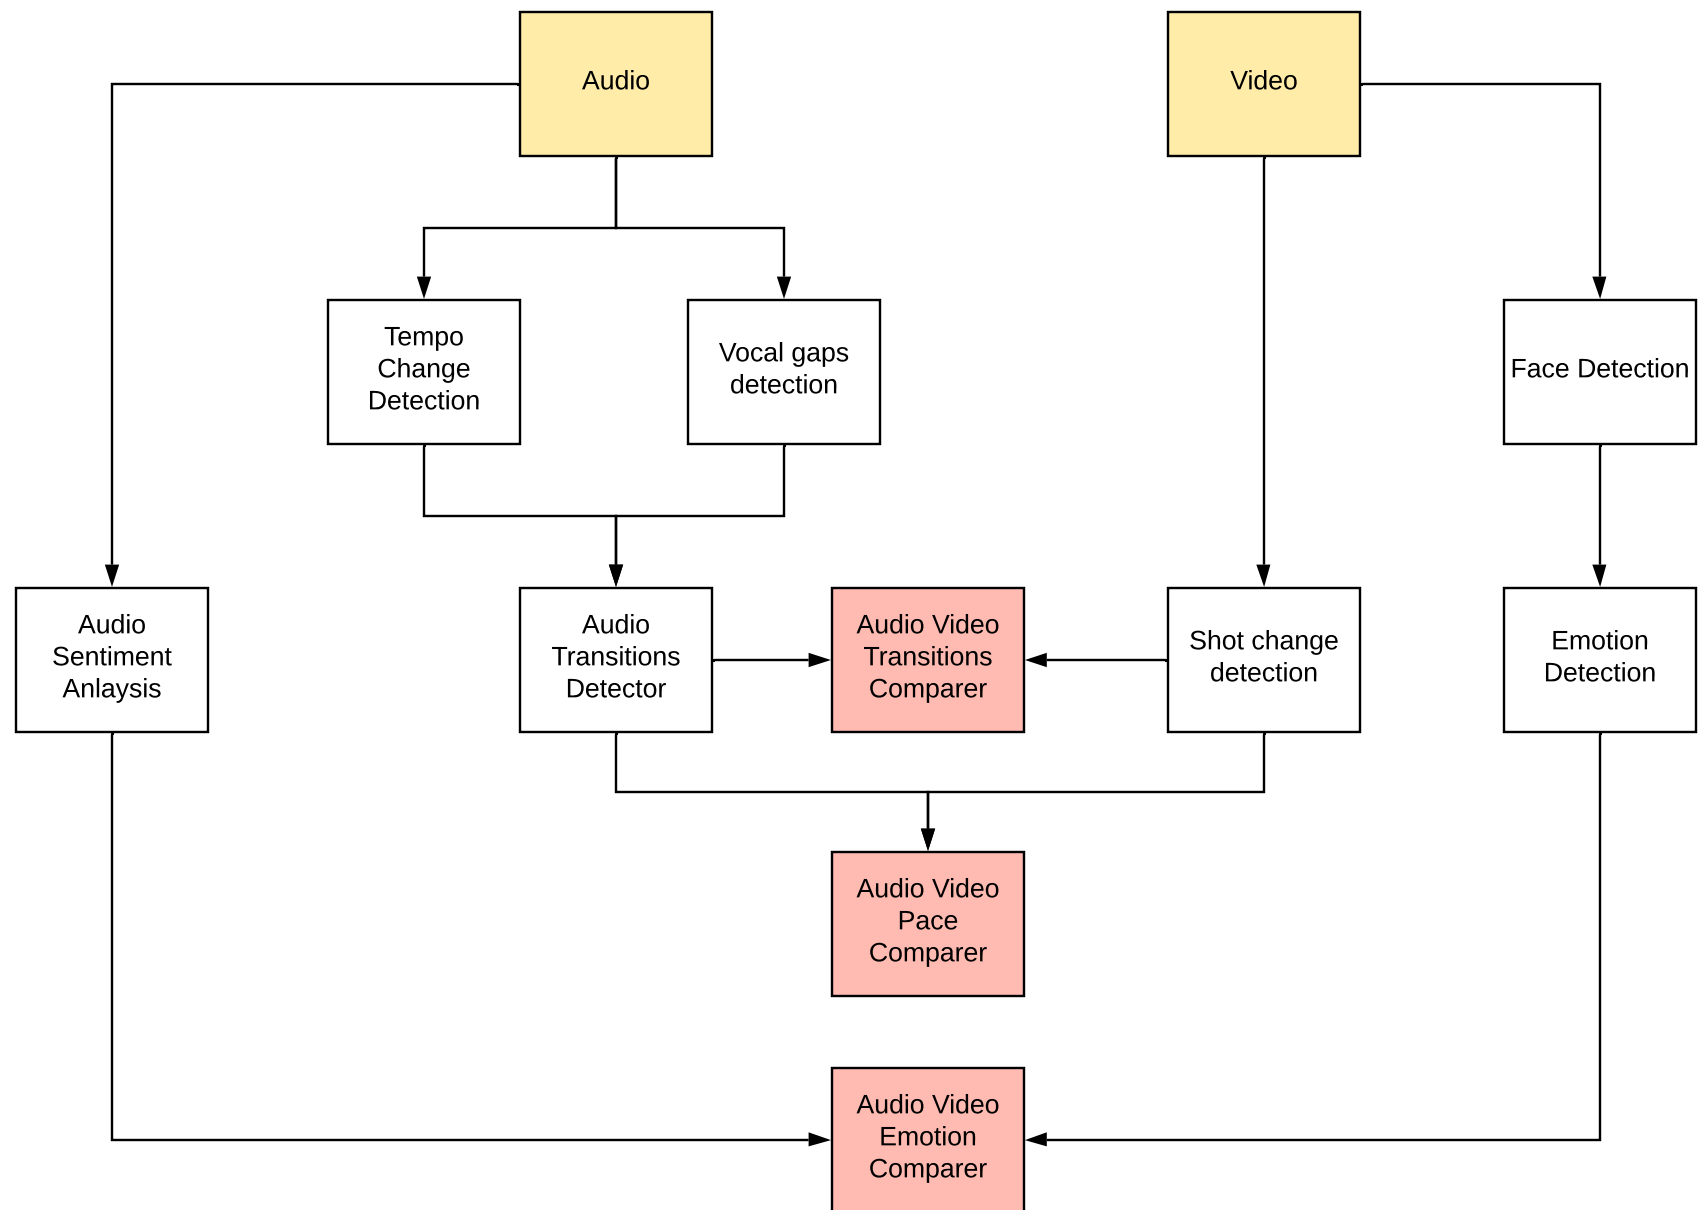 Audio
Video
Tempo
Change
Detection
Vocal gaps
detection
Face Detection
Audio
Sentiment
Anlaysis
Audio
Transitions
Detector
Audio Video
Transitions
Comparer
Shot change
detection
Emotion
Detection
Audio Video
Pace
Comparer
Audio Video
Emotion
Comparer